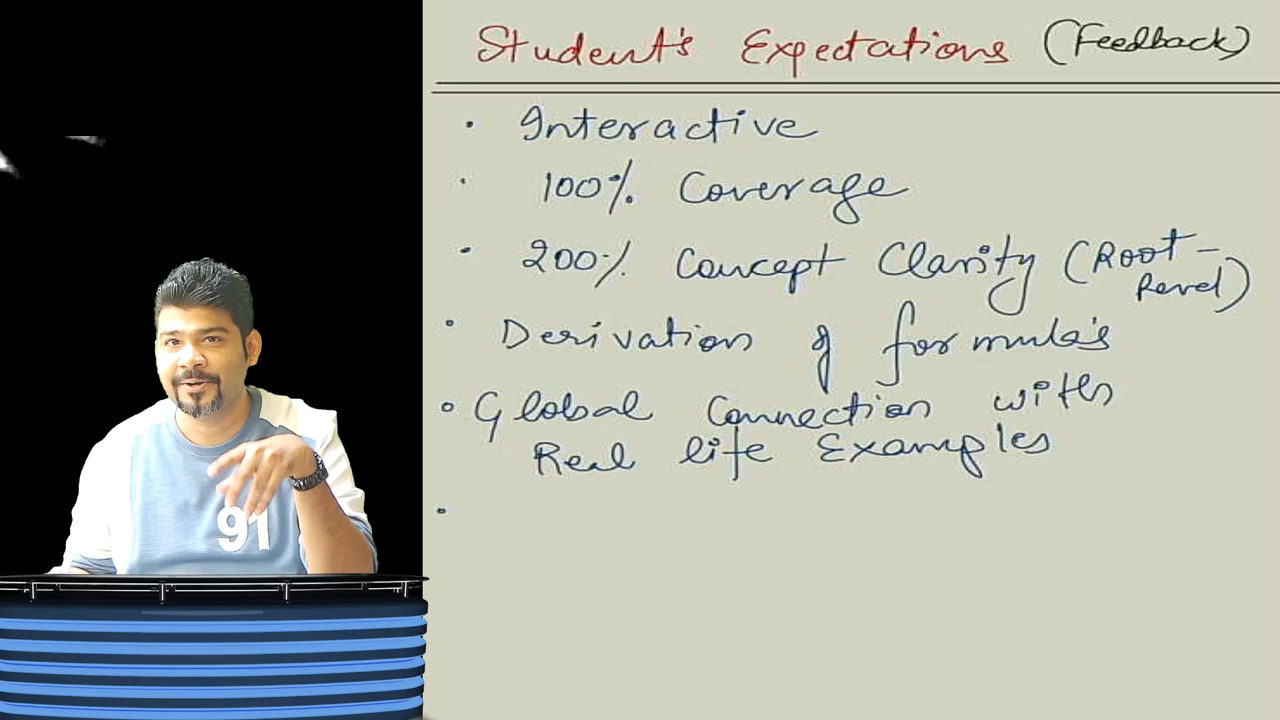 Student's Expectations (Feedback)
• Interactive
• 100% Coverage
• 200% Concept Clarity (Root-
Level)
• Derivation of formula's
• Global Connection with
Real life Examples
•
91